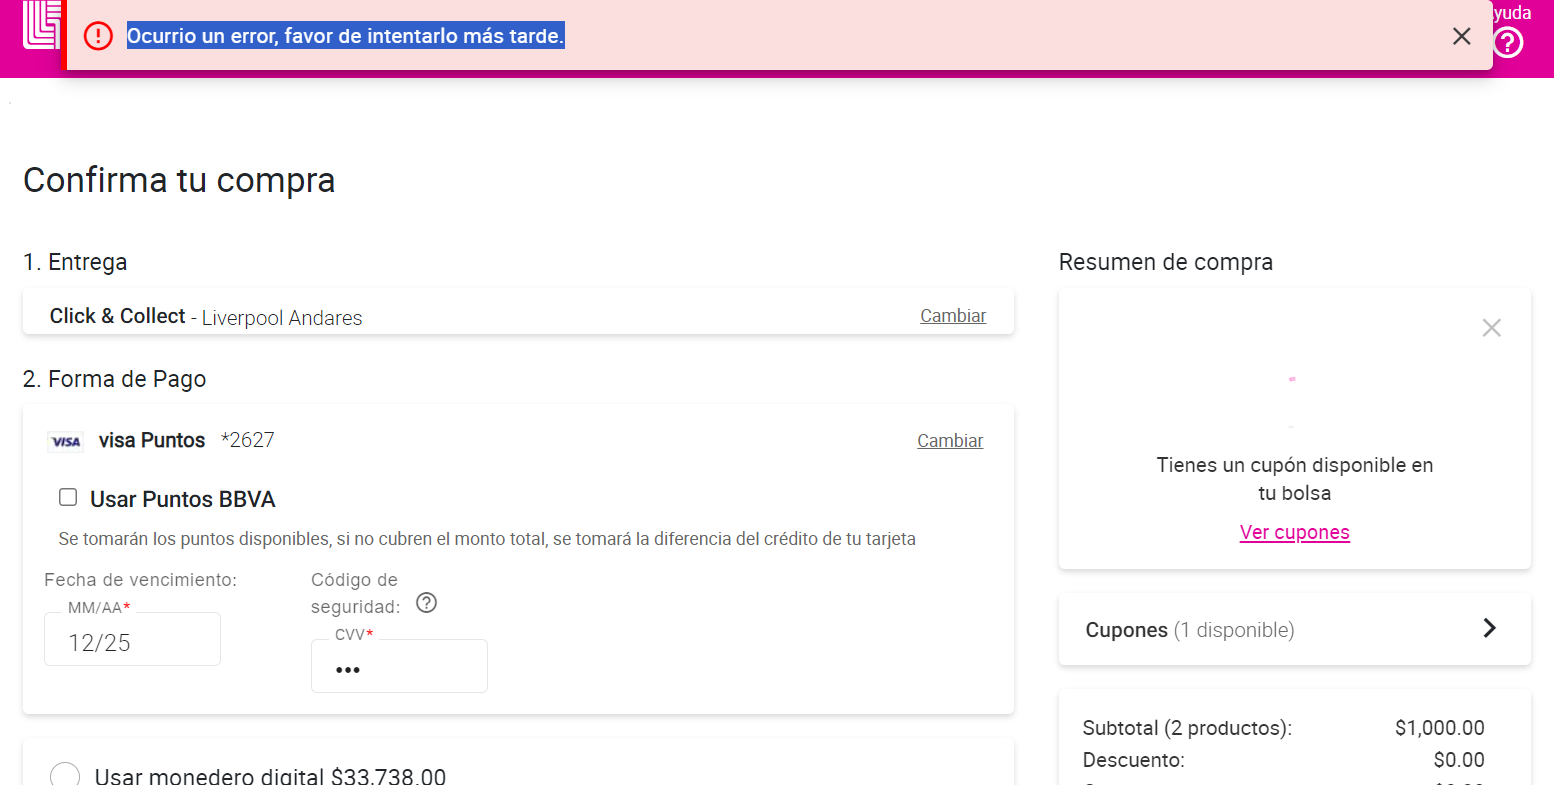 Ocurrio un error, favor de intentarlo más tarde.
yuda
Confirma tu compra
1. Entrega
Click & Collect - Liverpool Andares
Cambiar
2. Forma de Pago
VISA visa Puntos *2627
Cambiar
Usar Puntos BBVA
Se tomarán los puntos disponibles, si no cubren el monto total, se tomará la diferencia del crédito de tu tarjeta
Fecha de vencimiento:
MM/AA*
12/25
Código de
seguridad:
CVV*
•••
Usar monedero digital $33,738.00
Resumen de compra
Tienes un cupón disponible en
tu bolsa
Ver cupones
Cupones (1 disponible)
Subtotal (2 productos): $1,000.00
Descuento: $0.00